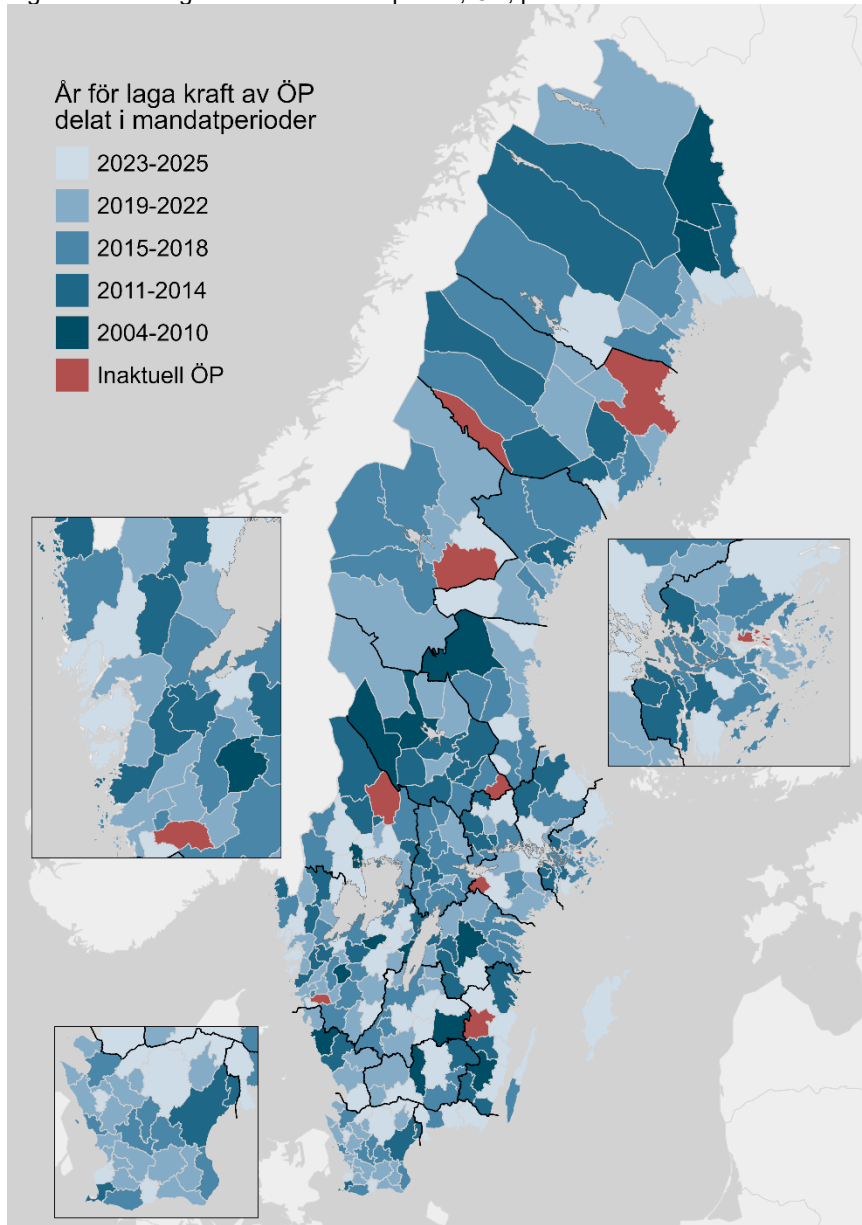 År för laga kraft av ÖP
delat i mandatperioder
2023-2025
2019-2022
2015-2018
2011-2014
2004-2010
Inaktuell ÖP